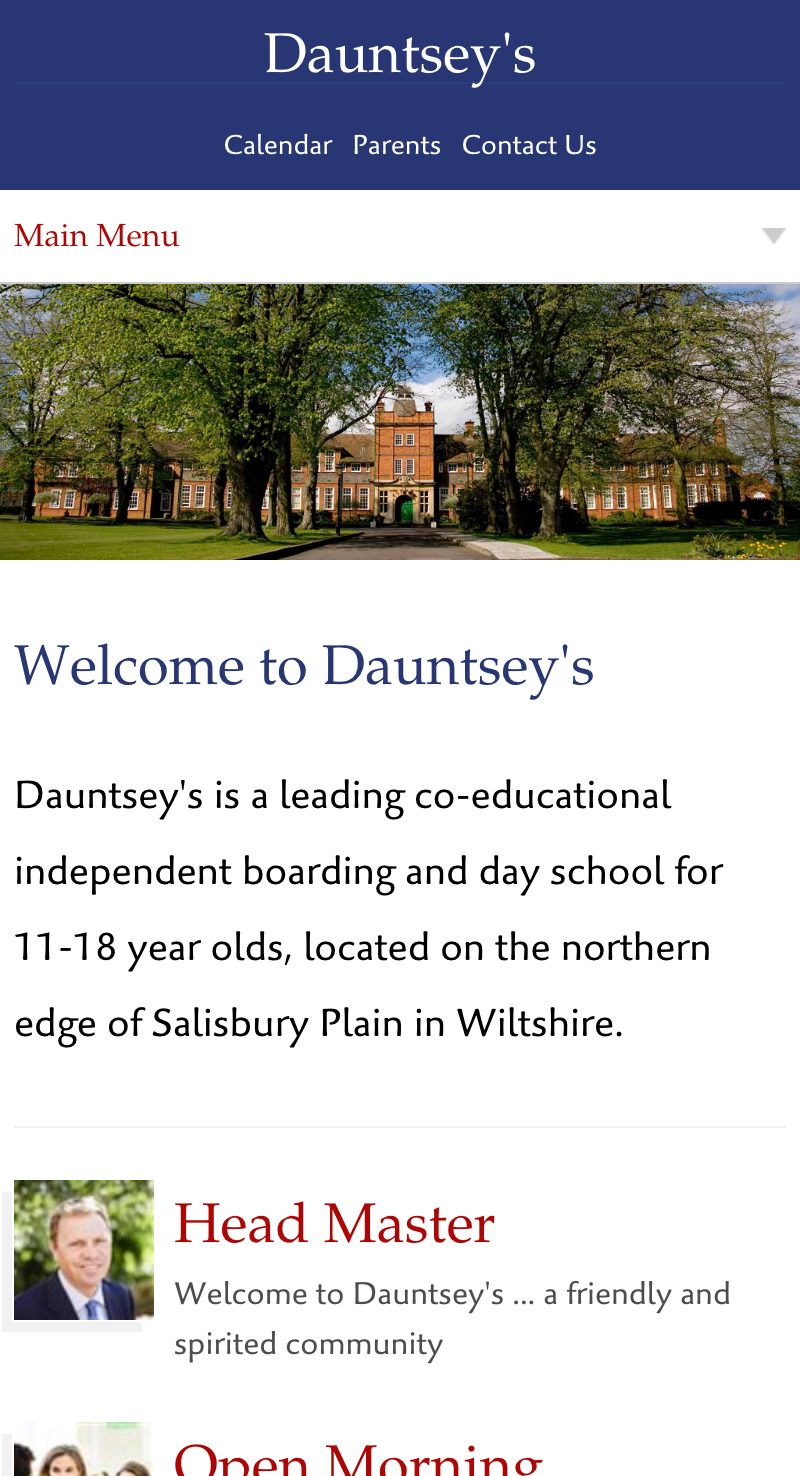 Dauntsey's
Calendar Parents Contact Us
Main Menu
Welcome to Dauntsey's
Dauntsey's is a leading co-educational
independent boarding and day school for
11-18 year olds, located on the northern
edge of Salisbury Plain in Wiltshire.
Head Master
Welcome to Dauntsey's ... a friendly and
spirited community
Open Morning